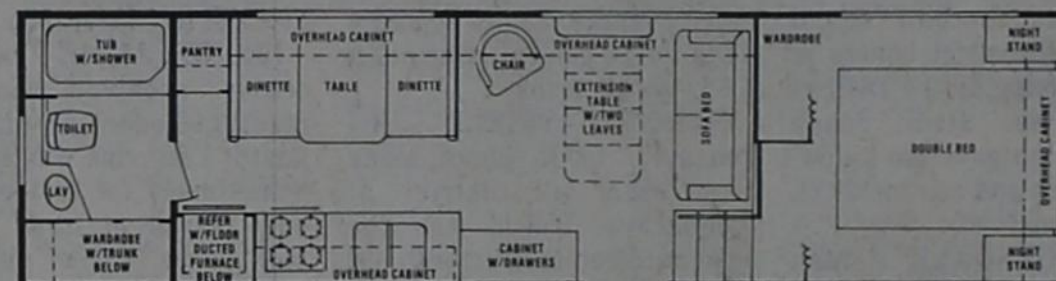 TUB
W/SHOWER
PANTRY
OVERHEAD CABINET
DINETTE
TABLE
DINETTE
CHAIR
OVERHEAD CABINET
EXTENSION
TABLE
W/TWO
LEAVES
SOFA BED
WARDROBE
NIGHT
STAND
DOUBLE BED
OVERHEAD CABINET
TOILET
LAV
WARDROBE
W/TRUNK
BELOW
REFER
W/FLOOR
DUCTED
FURNACE
BELOW
OVERHEAD CABINET
CABINET
W/DRAWERS
NIGHT
STAND